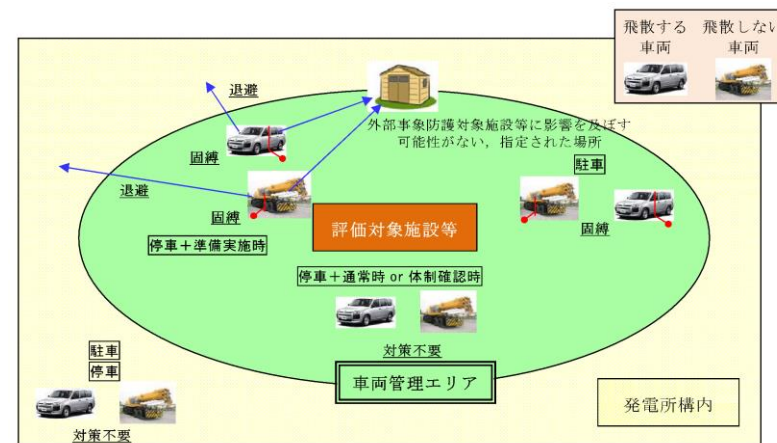 飛散する 飛散しない
車両 車両
退避
外部事象防護対象施設等に影響を及ぼす
可能性がない，指定された場所
固縛
駐車
退避
固縛
固縛
評価対象施設等
停車＋準備実施時
停車＋通常時 or 体制確認時
対策不要
駐車
停車
車両管理エリア
発電所構内
対策不要